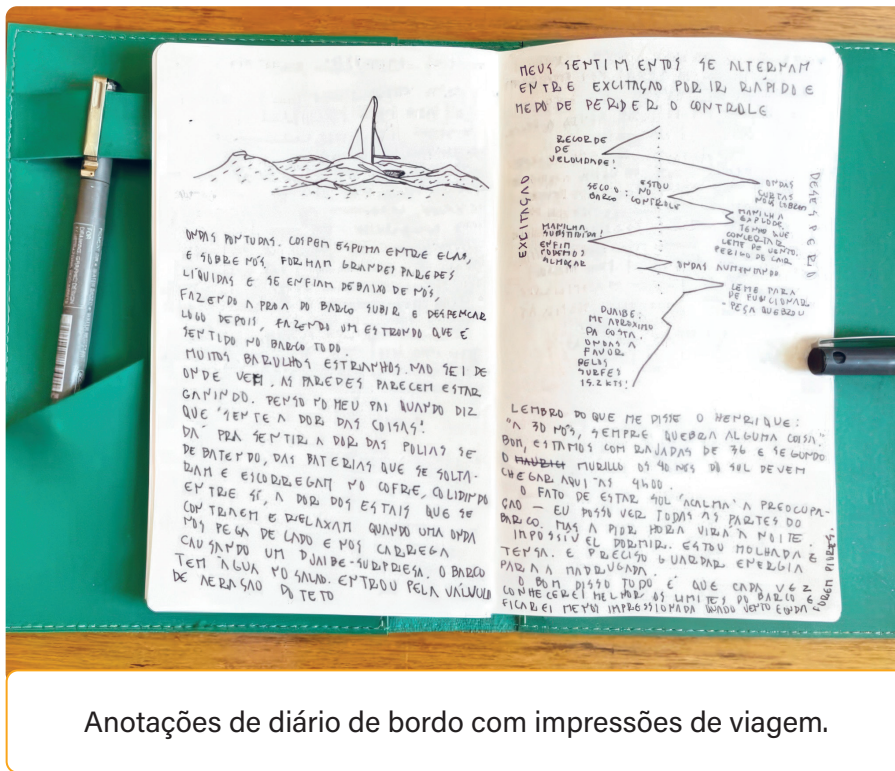 ONDAS PONTUDAS. COSPEM ESPUMA ENTRE ELAS,
E SOBRE NÓS. FORMAM GRANDES PAREDES
LÍQUIDAS E SE ENFIAM DEBAIXO DE NÓS,
FAZENDO A PROA DO BARCO SUBIR E DESPENCAR
LOGO DEPOIS, FAZENDO UM ESTRONDO QUE É
SENTIDO NO BARCO TODO.
MUITOS BARULHOS ESTRANHOS. NÃO SEI DE
ONDE VEM. AS PAREDES PARECEM ESTAR
GANINDO. PENSO NO MEU PAI QUANDO DIZ
QUE "SENTE A DOR DAS COISAS".
DÁ PRA SENTIR A DOR DAS POLIAS SE
DEBATENDO, DAS BATERIAS QUE SE SOLTA-
RAM E ESCORREGAM NO COFRE, COLIDINDO
ENTRE SÍ, A DOR DOS ESTAIS QUE SE
CONTRAEM E RELAXAM QUANDO UMA ONDA
NOS PEGA DE LADO E NOS CARREGA
CAUSANDO UM DJAIBE-SURPRESA. O BARCO
TEM ÁGUA NO SALÃO. ENTROU PELA VÁLVULA
DE AERAÇÃO DO TETO
MEUS SENTIMENTOS SE ALTERNAM
ENTRE EXCITAÇÃO POR IR RÁPIDO E
MEDO DE PERDER O CONTROLE
EXCITAÇÃO
DESESPERO
RECORDE
DE
VELOCIDADE!
ONDAS
CURTAS
NOS
ESTOU
SECO O : NO
BARCO CONTROLE
MANILHA
EXPLODE
TENHO QUE
CONSERTAR
LEME DE VENTO.
PERIGO DE CAIR
MANILHA
SUBSTITUÍDA!
ENFIM
PODEMOS
ALMOÇAR
ONDAS AUMENTANDO
LEME PARA
DE FUNCIONAR
- PEÇA QUEBROU
DJAIBE:
ME APROXIMO
DA COSTA.
ONDAS A
FAVOR
PELOS
SURFES
15.2 KTS!
LEMBRO DO QUE ME DISSE O HENRIQUE:
"A 30 NÓS, SEMPRE QUEBRA ALGUMA COISA."
BOM, ESTAMOS COM RAJADAS DE 36 E SEGUNDO
O MURILLO OS 40 NÓS DO SUL DEVEM
CHEGAR AQUI ÀS 4H00.
O FATO DE ESTAR SOL "ACALMA" A PREOCUPA-
ÇÃO — EU POSSO VER TODAS AS PARTES DO
BARCO. MAS A PIOR HORA VIRÁ À NOITE.
IMPOSSÍVEL DORMIR. ESTOU MOLHADA E
TENSA. E PRECISO GUARDAR ENERGIA
PARA A MADRUGADA.
O BOM DISSO TUDO É QUE CADA VEZ
CONHECEREI MELHOR OS LIMITES DO BARCO E
FICAREI MENOS IMPRESSIONADA QUANDO VENTO E ONDA
FOREM PIORES.
Anotações de diário de bordo com impressões de viagem.